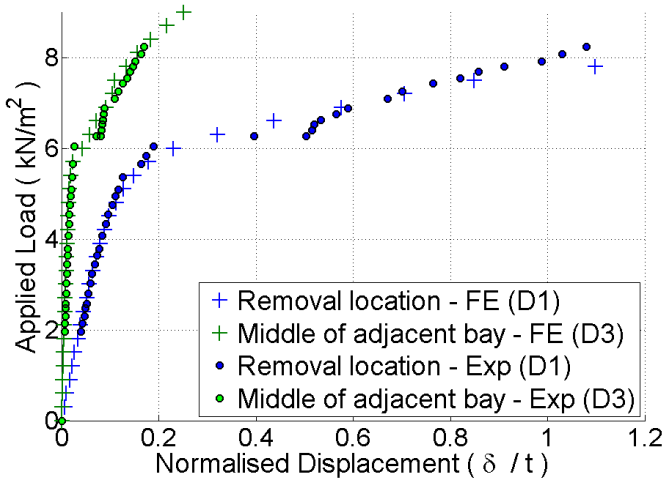 8
6
4
2
0
0
0.2
0.4
0.6
0.8
1
1.2
Applied Load ( kN/m²)
Normalised Displacement ( δ / t )
Removal location - FE (D1)
Middle of adjacent bay - FE (D3)
Removal location - Exp (D1)
Middle of adjacent bay - Exp (D3)